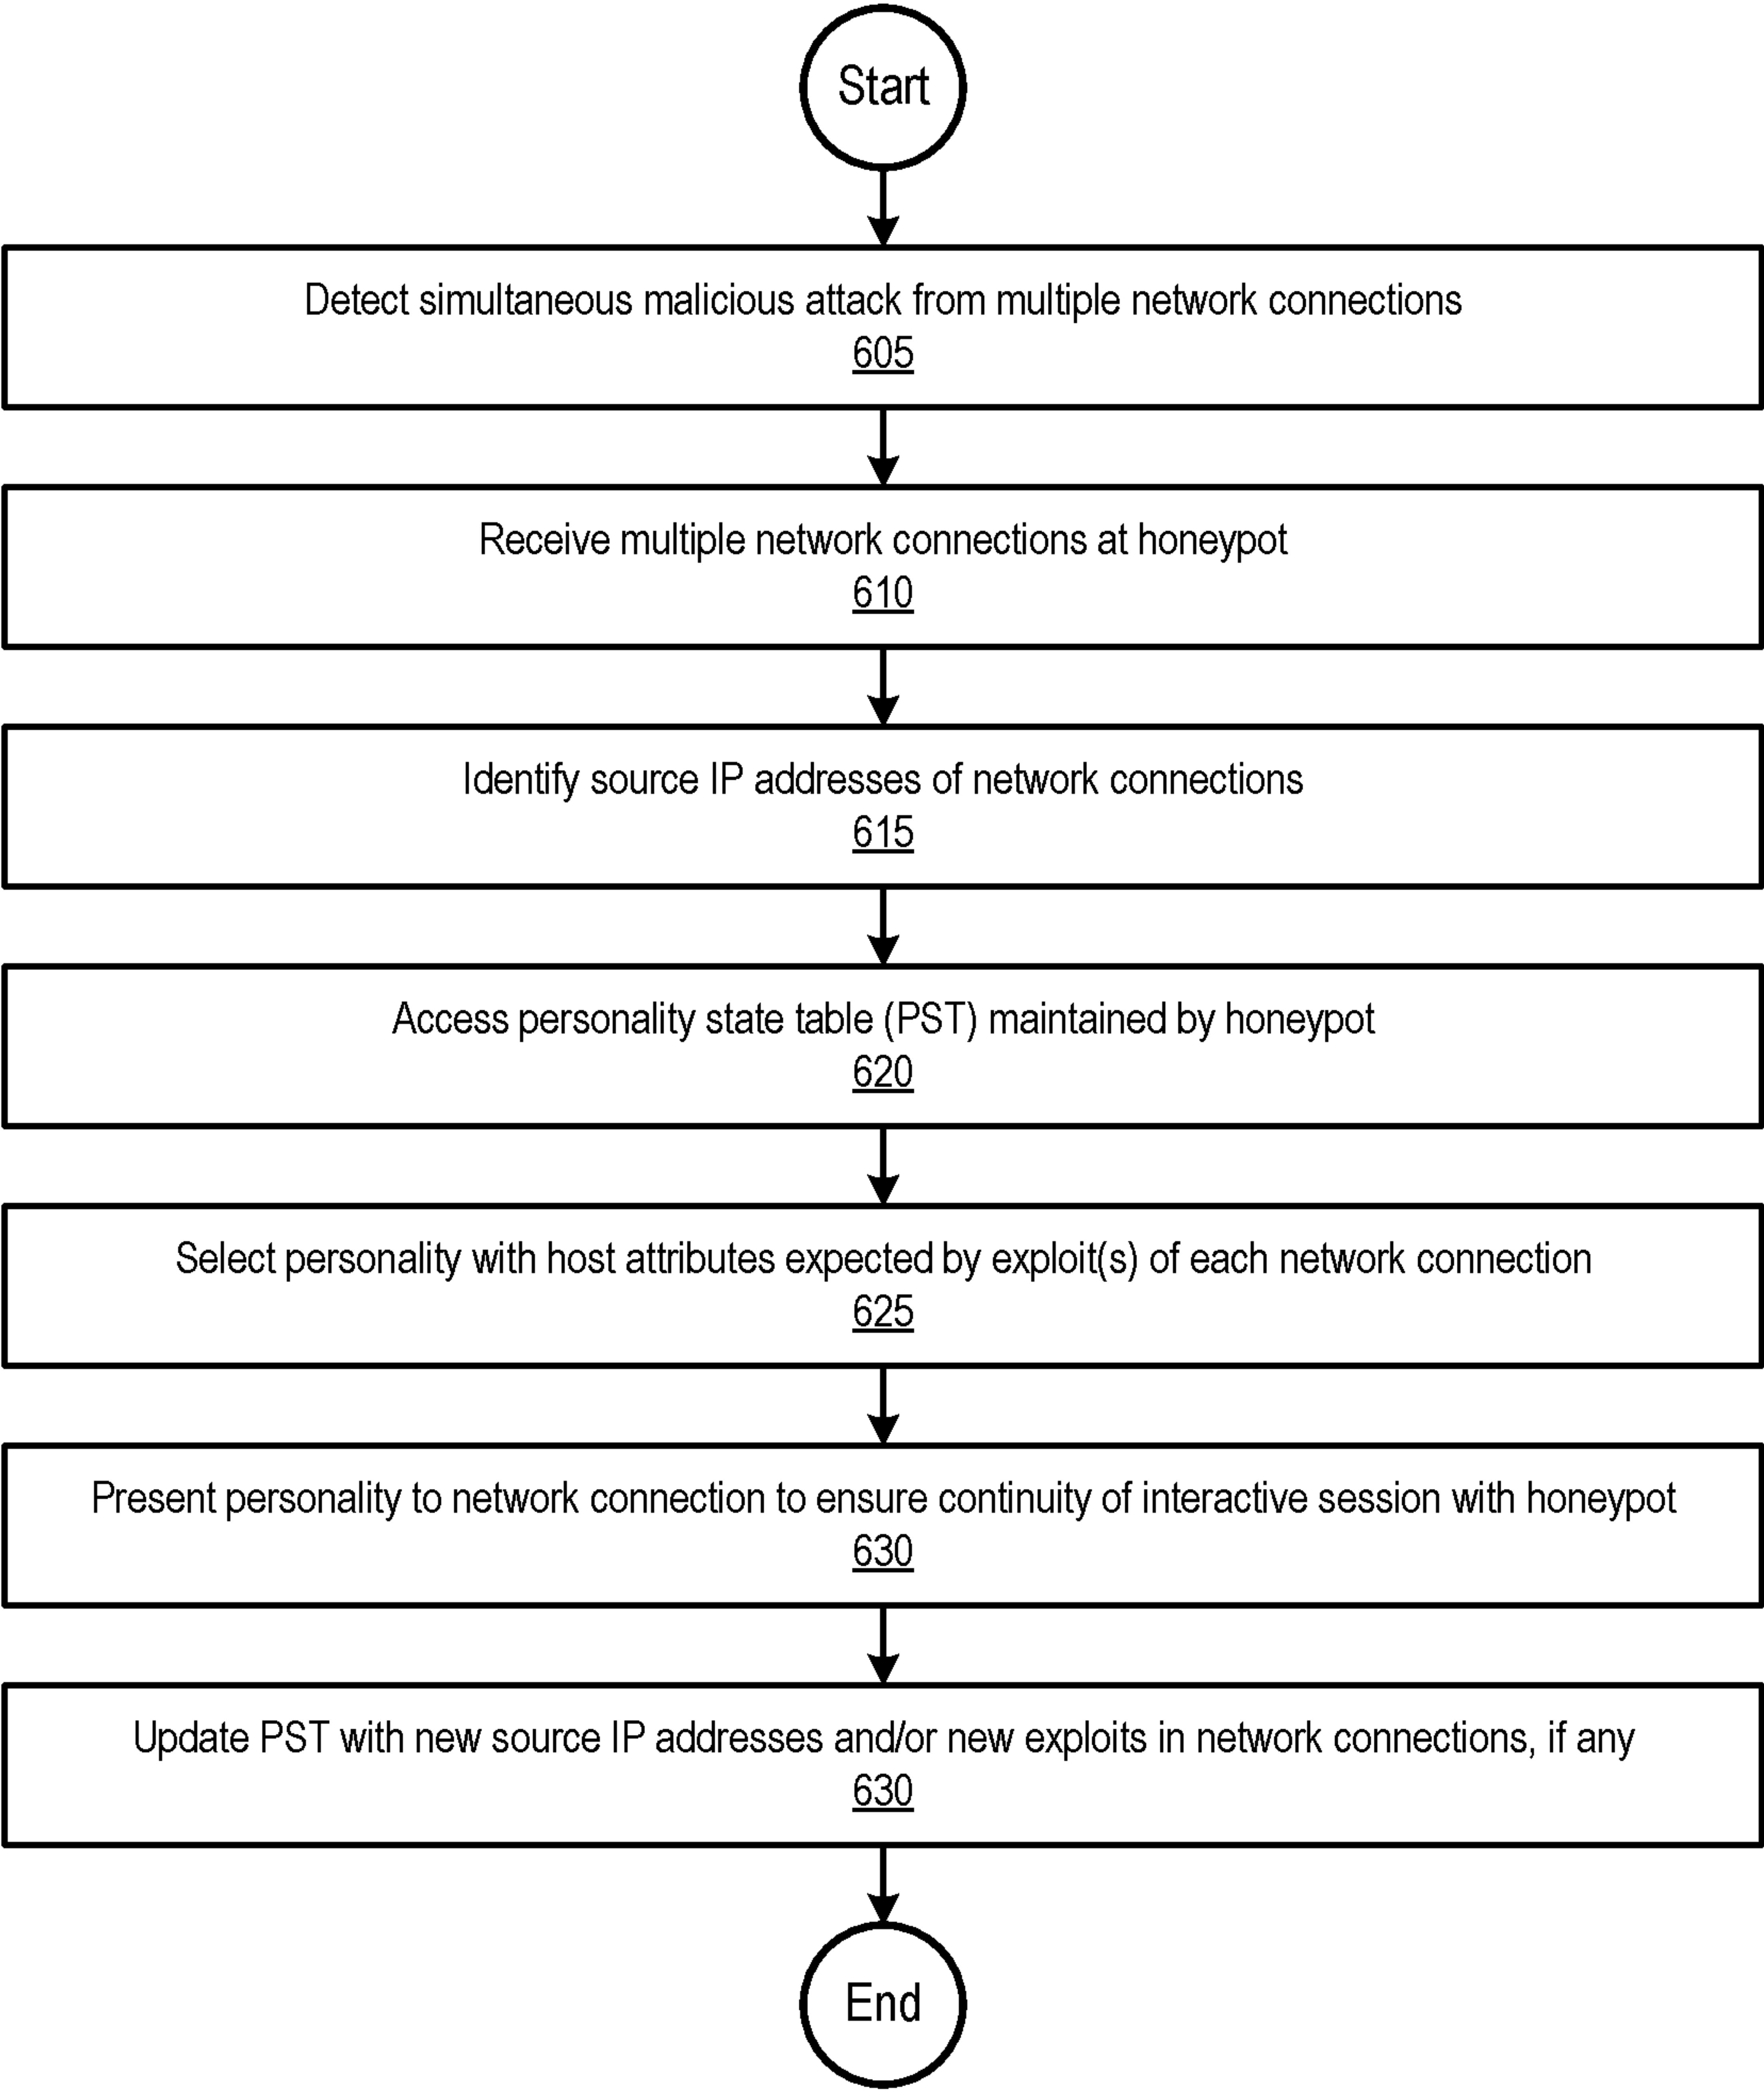 Start
Detect simultaneous malicious attack from multiple network connections
605
Receive multiple network connections at honeypot
610
Identify source IP addresses of network connections
615
Access personality state table (PST) maintained by honeypot
620
Select personality with host attributes expected by exploit(s) of each network connection
625
Present personality to network connection to ensure continuity of interactive session with honeypot
630
Update PST with new source IP addresses and/or new exploits in network connections, if any
630
End